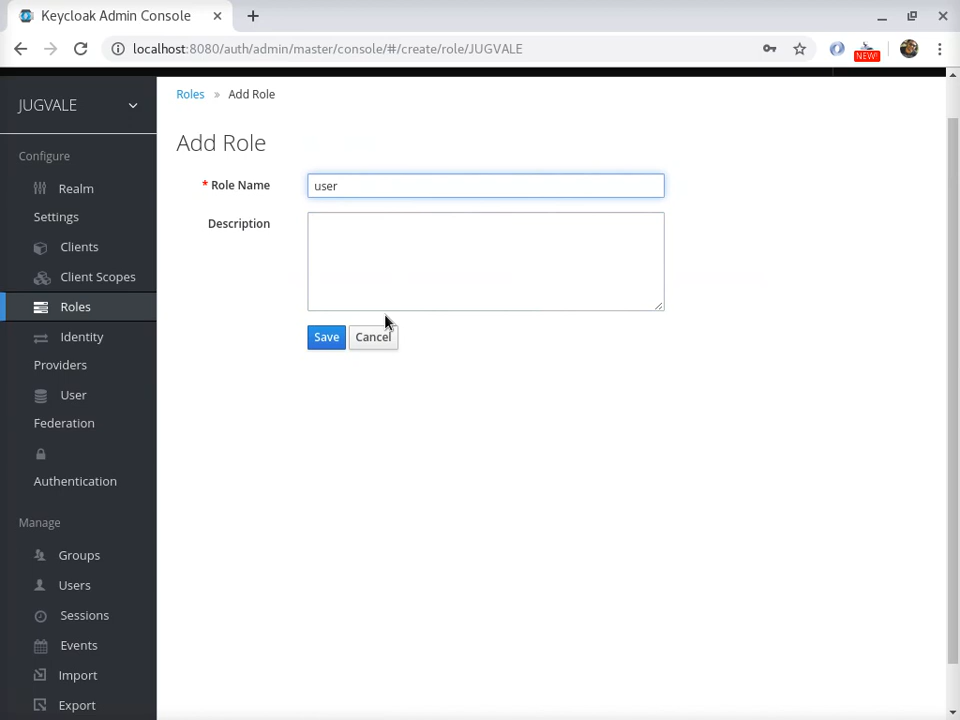 Keycloak Admin Console
localhost:8080/auth/admin/master/console/#/create/role/JUGVALE
NEW!
JUGVALE
Roles » Add Role
Configure
Realm
Settings
Clients
Client Scopes
Roles
Identity
Providers
User
Federation
Authentication
Manage
Groups
Users
Sessions
Events
Import
Export
Add Role
* Role Name
user
Description
Save Cancel